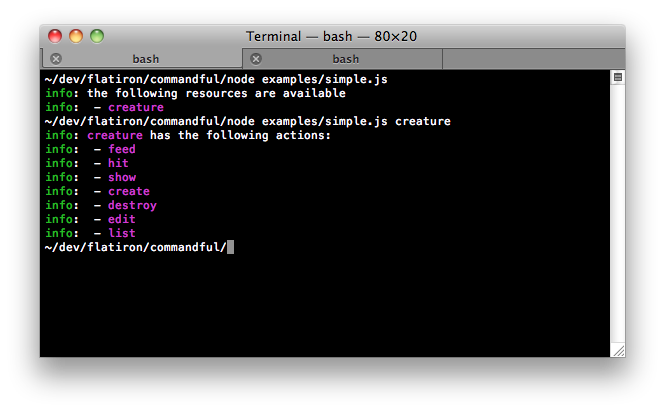 Terminal — bash — 80×20
bash bash
~/dev/flatiron/commandful/node examples/simple.js
info: the following resources are available
info:  - creature
~/dev/flatiron/commandful/node examples/simple.js creature
info: creature has the following actions:
info:  - feed
info:  - hit
info:  - show
info:  - create
info:  - destroy
info:  - edit
info:  - list
~/dev/flatiron/commandful/